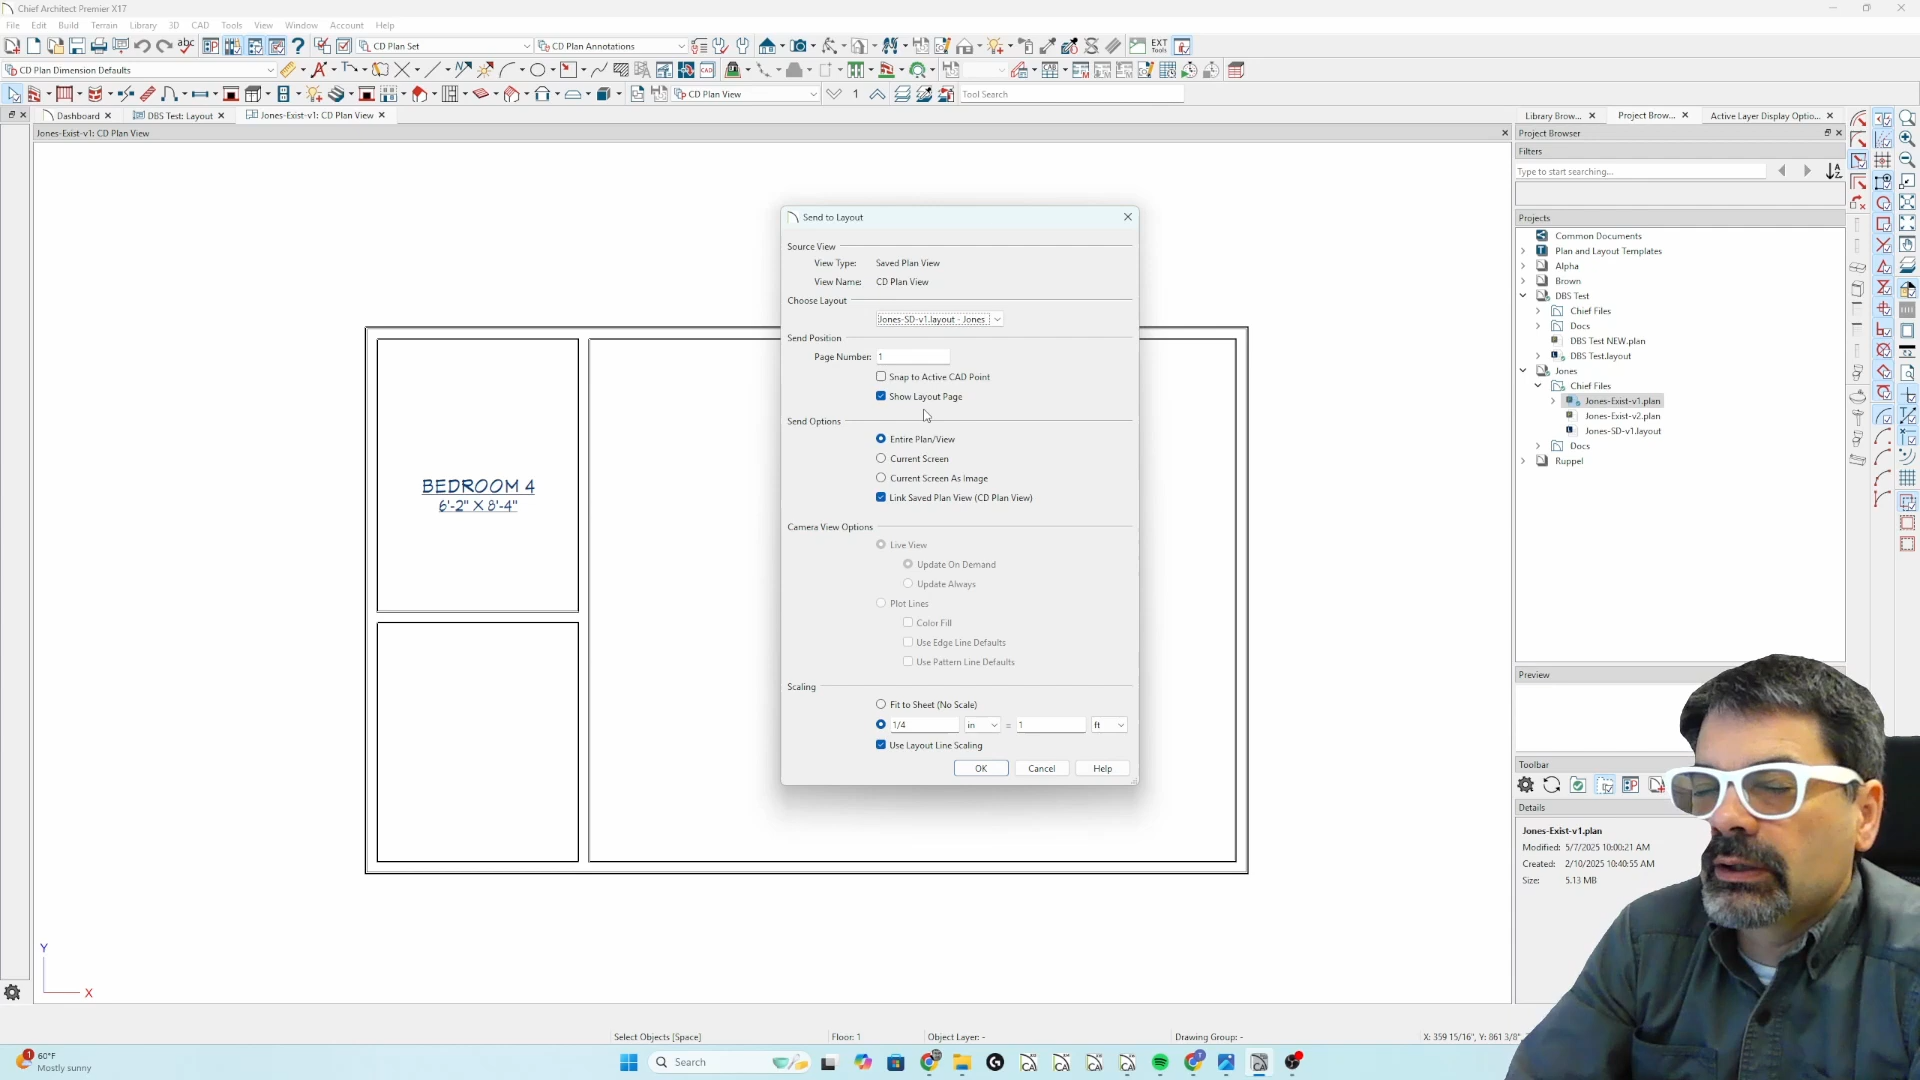 Chief Architect Premier X17
File Edit Build Terrain Library 3D CAD Tools View Window Account Help
CD Plan Set CD Plan Annotations EXT Tools
CD Plan Dimension Defaults
CD Plan View 1 Tool Search
Dashboard DBS Test: Layout Jones-Exist-v1: CD Plan View
Jones-Exist-v1: CD Plan View
Library Brow... Project Brow... Active Layer Display Optio...
Project Browser
Filters
Type to start searching...
Projects
Common Documents
Plan and Layout Templates
Alpha
Brown
DBS Test
Chief Files
Docs
DBS Test NEW.plan
DBS Test.layout
Jones
Chief Files
Jones-Exist-v1.plan
Jones-Exist-v2.plan
Jones-SD-v1.layout
Docs
Ruppel
Send to Layout
Source View
View Type: Saved Plan View
View Name: CD Plan View
Choose Layout
Jones-SD-v1.layout - Jones
Send Position
Page Number: 1
Snap to Active CAD Point
Show Layout Page
Send Options
Entire Plan/View
Current Screen
Current Screen As Image
Link Saved Plan View (CD Plan View)
Camera View Options
Live View
Update On Demand
Update Always
Plot Lines
Color Fill
Use Edge Line Defaults
Use Pattern Line Defaults
Scaling
Fit to Sheet (No Scale)
1/4 in = 1 ft
Use Layout Line Scaling
OK Cancel Help
BEDROOM 4
6'-2" X 8'-4"
Y
X
Preview
Toolbar
Details
Jones-Exist-v1.plan
Modified: 5/7/2025 10:00:21 AM
Created: 2/10/2025 10:40:55 AM
Size: 5.13 MB
Select Objects [Space] Floor: 1 Object Layer: - Drawing Group: - X: 359 15/16", Y: 861 3/8",
1 60°F
Mostly sunny
Search